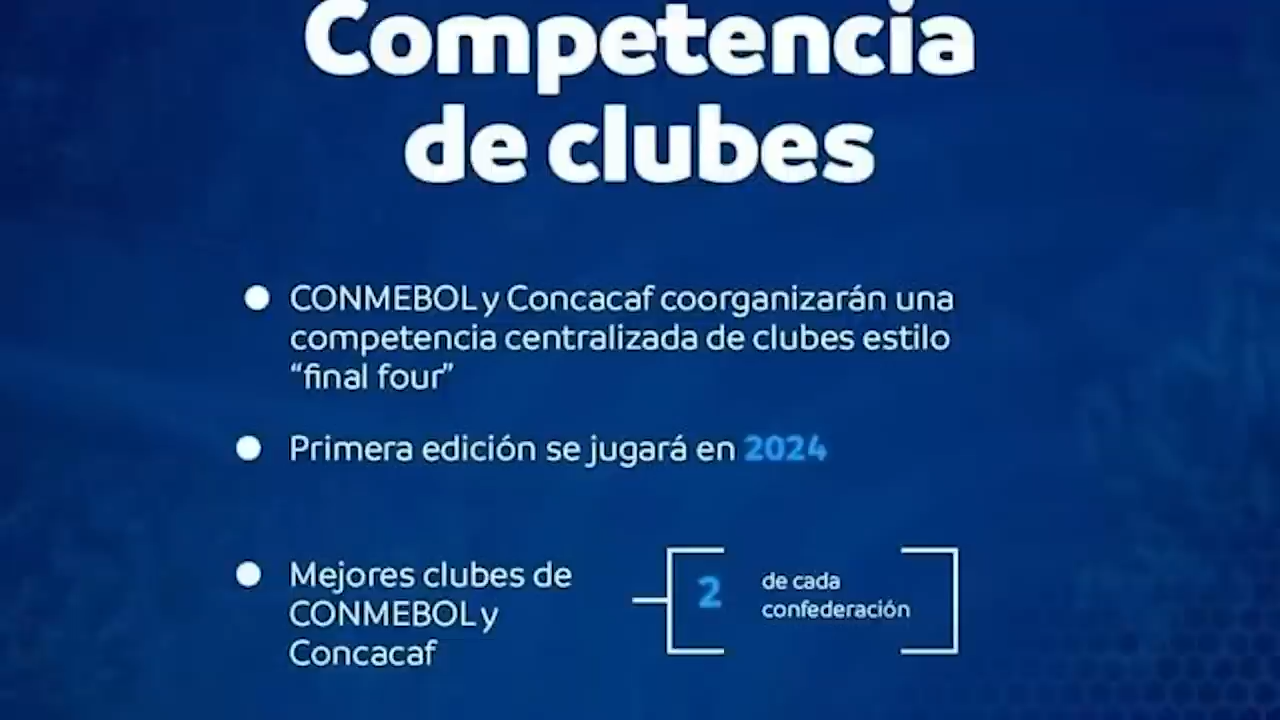 Competencia
de clubes
CONMEBOL y Concacaf coorganizarán una
competencia centralizada de clubes estilo
“final four”
Primera edición se jugará en 2024
Mejores clubes de
CONMEBOL y
Concacaf
2
de cada
confederación